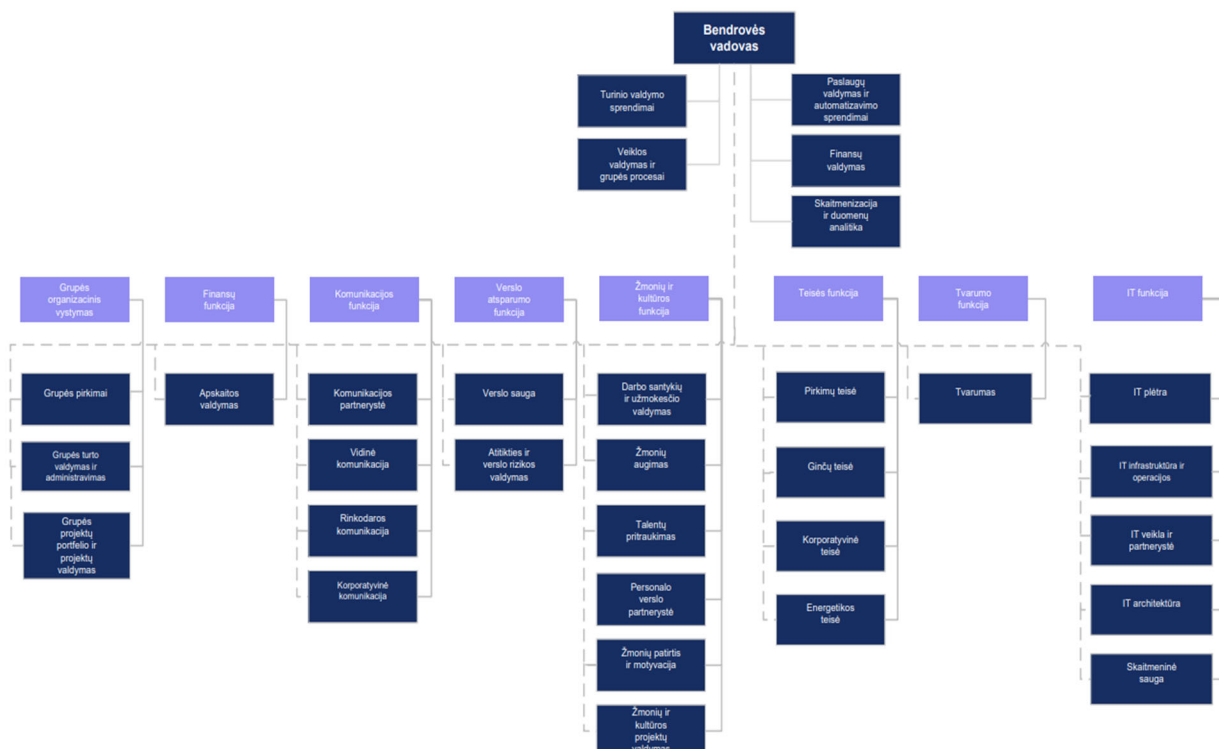 Bendrovės
vadovas
Turinio valdymo
sprendimai
Paslaugų
valdymas ir
automatizavimo
sprendimai
Veiklos
valdymas ir
grupės procesai
Finansų
valdymas
Skaitmenizacija
ir duomenų
analitika
Grupės
organizacinis
vystymas
Finansų
funkcija
Komunikacijos
funkcija
Verslo
atsparumo
funkcija
Žmonių ir
kultūros
funkcija
Teisės funkcija
Tvarumo
funkcija
IT funkcija
Grupės pirkimai
Grupės turto
valdymas ir
administravimas
Grupės
projektų
portfelio ir
projektų
valdymas
Apskaitos
valdymas
Komunikacijos
partnerystė
Vidinė
komunikacija
Rinkodaros
komunikacija
Korporatyvinė
komunikacija
Verslo sauga
Atitikties ir
verslo rizikos
valdymas
Darbo santykių
ir užmokesčio
valdymas
Žmonių
augimas
Talentų
pritraukimas
Personalo
verslo
partnerystė
Žmonių patirtis
ir motyvacija
Žmonių ir
kultūros
projektų
valdymas
Pirkimų teisė
Ginčų teisė
Korporatyvinė
teisė
Energetikos
teisė
Tvarumas
IT plėtra
IT infrastruktūra ir
operacijos
IT veikla ir
partnerystė
IT architektūra
Skaitmeninė
sauga